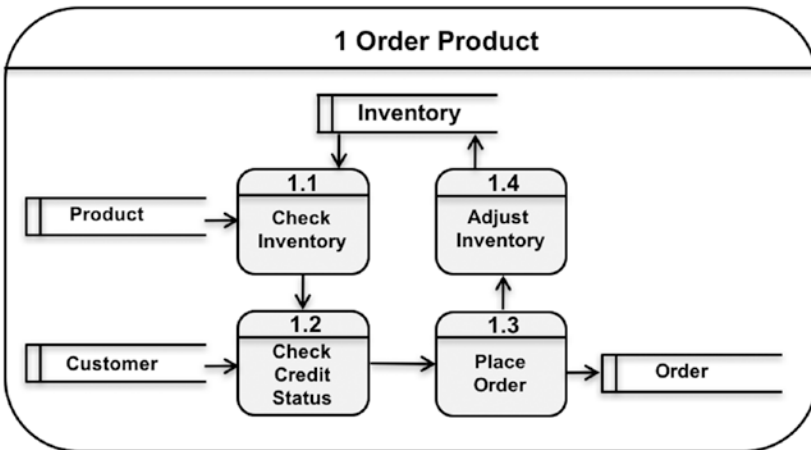 1 Order Product
Inventory
1.1
Check
Inventory
1.4
Adjust
Inventory
Product
1.2
Check
Credit
Status
1.3
Place
Order
Customer
Order